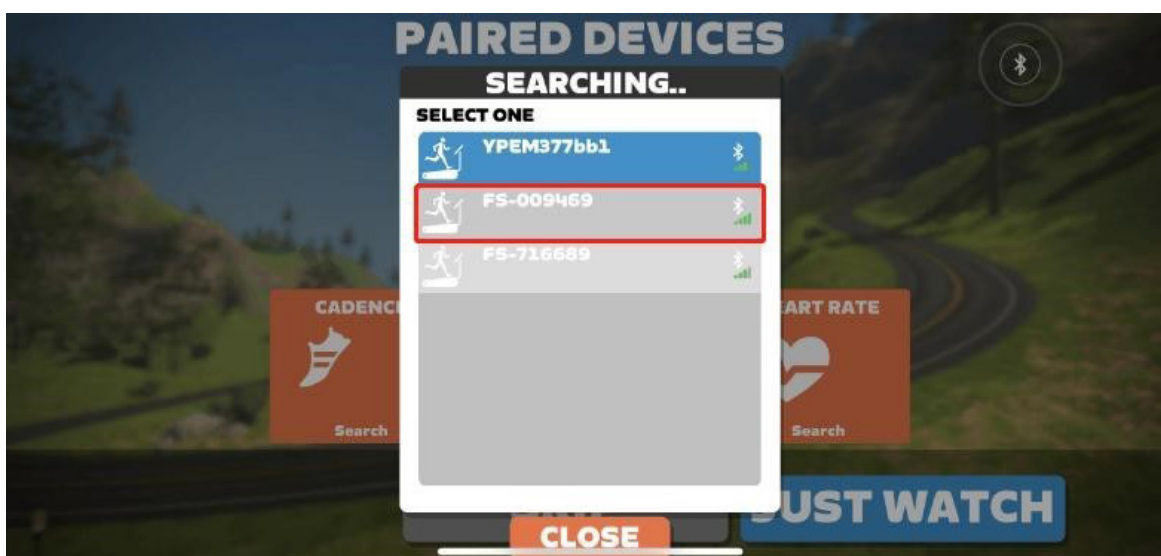 PAIRED DEVICES
SEARCHING..
SELECT ONE
YPEM377bb1
FS-009469
FS-716689
CADENC
EART RATE
Search
Search
JUST WATCH
CLOSE